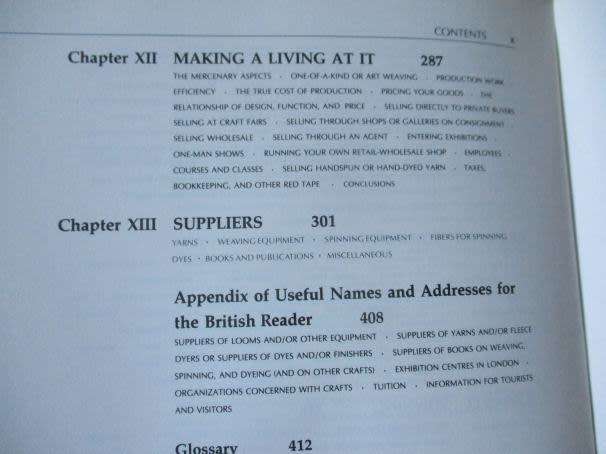 CONTENTS x
Chapter XII MAKING A LIVING AT IT 287
THE MERCENARY ASPECTS · ONE-OF-A-KIND OR ART WEAVING · PRODUCTION WORK
EFFICIENCY · THE TRUE COST OF PRODUCTION · PRICING YOUR GOODS · THE
RELATIONSHIP OF DESIGN, FUNCTION, AND PRICE · SELLING DIRECTLY TO PRIVATE BUYERS
SELLING AT CRAFT FAIRS · SELLING THROUGH SHOPS OR GALLERIES ON CONSIGNMENT
SELLING WHOLESALE · SELLING THROUGH AN AGENT · ENTERING EXHIBITIONS ·
ONE-MAN SHOWS · RUNNING YOUR OWN RETAIL-WHOLESALE SHOP · EMPLOYEES
COURSES AND CLASSES · SELLING HANDSPUN OR HAND-DYED YARN · TAXES,
BOOKKEEPING, AND OTHER RED TAPE · CONCLUSIONS
Chapter XIII SUPPLIERS 301
YARNS · WEAVING EQUIPMENT · SPINNING EQUIPMENT · FIBERS FOR SPINNING
DYES · BOOKS AND PUBLICATIONS · MISCELLANEOUS
Appendix of Useful Names and Addresses for
the British Reader 408
SUPPLIERS OF LOOMS AND/OR OTHER EQUIPMENT · SUPPLIERS OF YARNS AND/OR FLEECE
DYERS OR SUPPLIERS OF DYES AND/OR FINISHERS · SUPPLIERS OF BOOKS ON WEAVING,
SPINNING, AND DYEING (AND ON OTHER CRAFTS) · EXHIBITION CENTRES IN LONDON ·
ORGANIZATIONS CONCERNED WITH CRAFTS · TUITION · INFORMATION FOR TOURISTS
AND VISITORS
Glossary 412